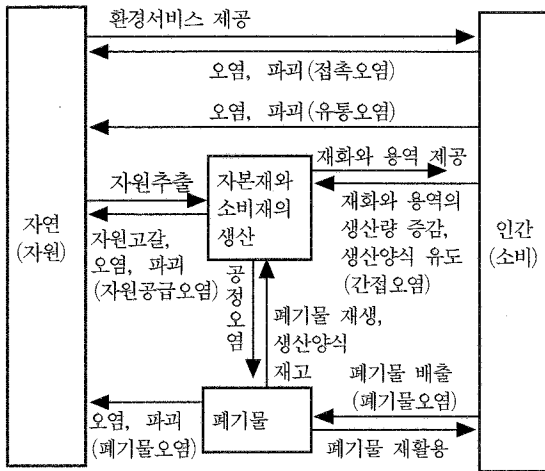 환경서비스 제공
오염, 파괴(접촉오염)
오염, 파괴(유통오염)
자연
(자원)
자원추출
자원고갈,
오염, 파괴
(자원공급오염)
자본재와
소비재의
생산
재화와 용역 제공
재화와 용역의
생산량 증감,
생산양식 유도
(간접오염)
인간
(소비)
공정오염
폐기물 재생,
생산양식
재고
오염, 파괴
(폐기물오염)
폐기물
폐기물 배출
(폐기물오염)
폐기물 재활용